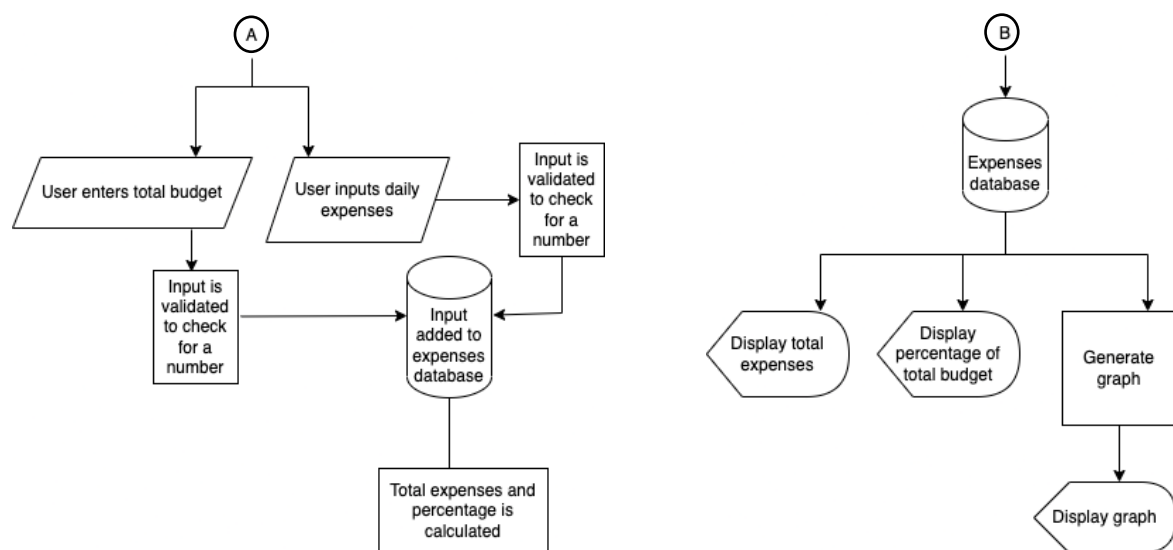 A
User enters total budget
User inputs daily
expenses
Input is
validated
to check
for a
number
Input is
validated
to check
for a
number
Input
added to
expenses
database
Total expenses and
percentage is
calculated
B
Expenses
database
Display total
expenses
Display
percentage of
total budget
Generate
graph
Display graph